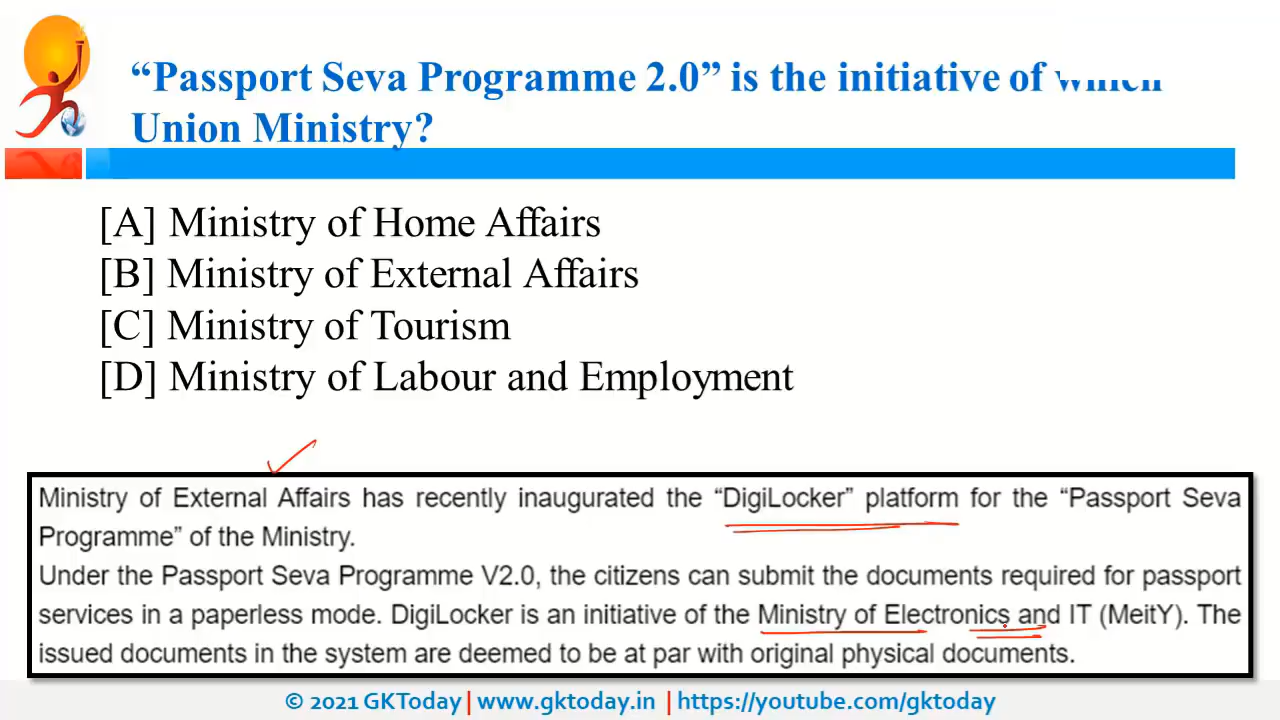 “Passport Seva Programme 2.0” is the initiative of which
Union Ministry?
[A] Ministry of Home Affairs
[B] Ministry of External Affairs
[C] Ministry of Tourism
[D] Ministry of Labour and Employment
Ministry of External Affairs has recently inaugurated the “DigiLocker” platform for the “Passport Seva
Programme” of the Ministry.
Under the Passport Seva Programme V2.0, the citizens can submit the documents required for passport
services in a paperless mode. DigiLocker is an initiative of the Ministry of Electronics and IT (MeitY). The
issued documents in the system are deemed to be at par with original physical documents.
© 2021 GKToday | www.gktoday.in | https://youtube.com/gktoday